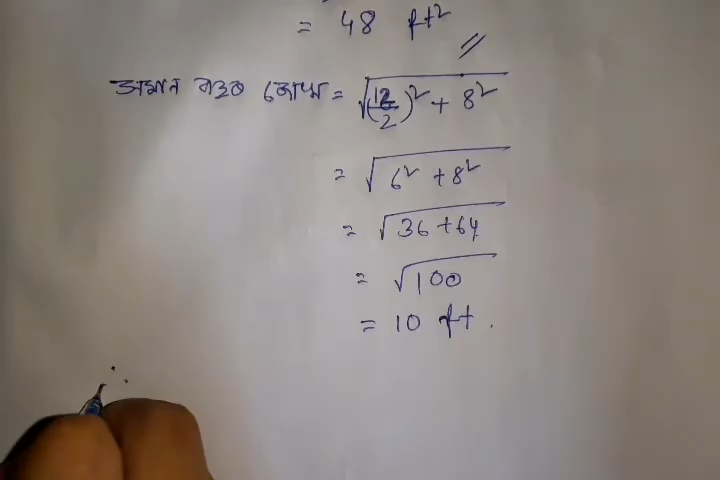 = 48 ft²
সমান বাহুর = √((12/2)² + 8²)
= √(6² + 8²)
= √(36 + 64)
= √100
= 10 ft.
∴